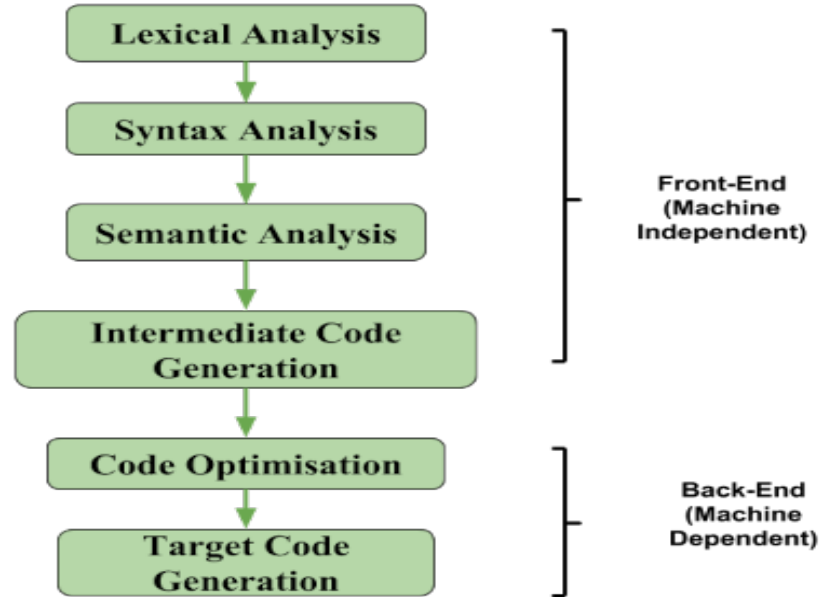 Lexical Analysis
Syntax Analysis
Semantic Analysis
Intermediate Code
Generation
Front-End
(Machine
Independent)
Code Optimisation
Target Code
Generation
Back-End
(Machine
Dependent)